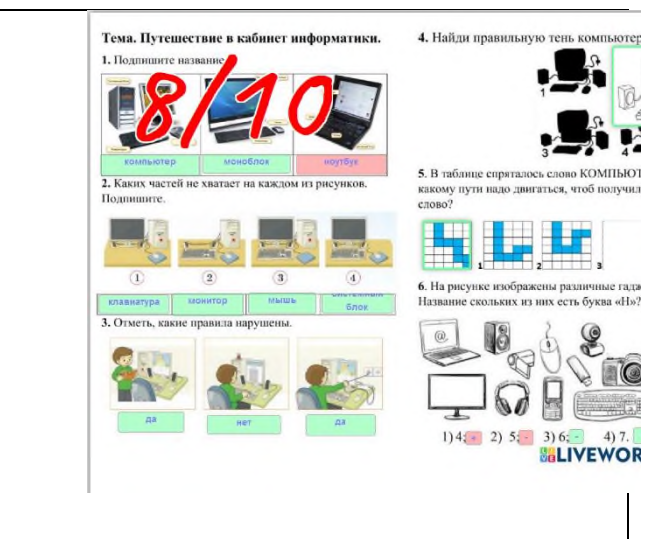 Тема. Путешествие в кабинет информатики.
1. Подпишите название
8/10
компьютер моноблок ноутбук
2. Каких частей не хватает на каждом из рисунков.
Подпишите.
1 2 3 4
клавиатура монитор мышь системный
блок
3. Отметь, какие правила нарушены.
да нет да
4. Найди правильную тень компьютер
1
3 4
5. В таблице спряталось слово КОМПЬЮТ
какому пути надо двигаться, чтоб получил
слово?
1 2 3
6. На рисунке изображены различные гадж
Название скольких из них есть буква «Н»?
@
1) 4; + 2) 5; - 3) 6; - 4) 7.
LIVEWOR